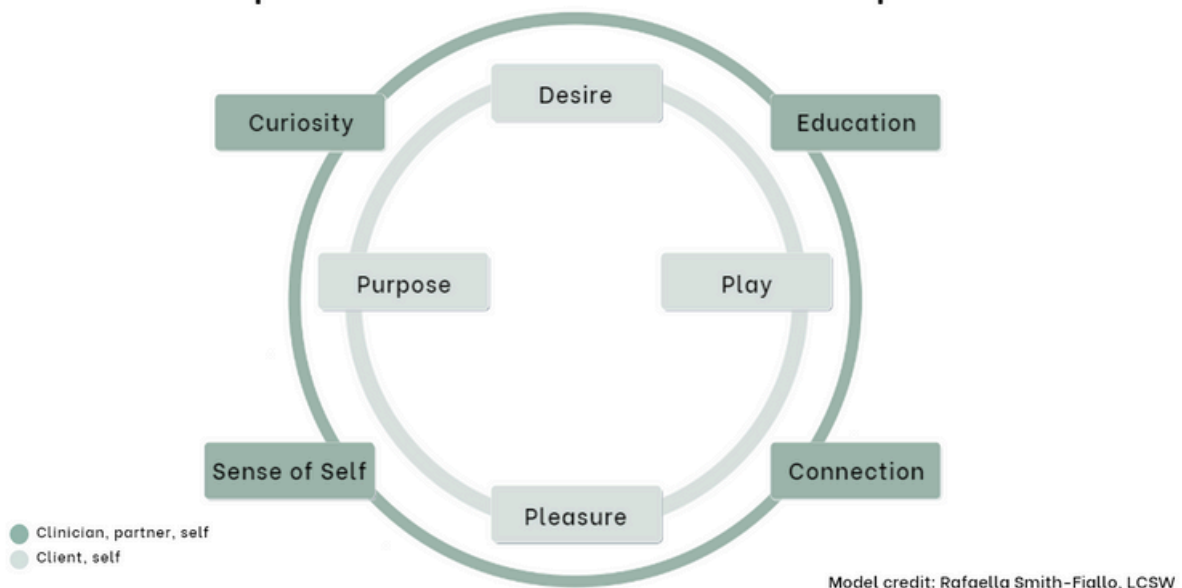 Desire
Curiosity
Education
Purpose
Play
Sense of Self
Connection
Pleasure
Clinician, partner, self
Client, self
Model credit: Rafaella Smith-Fiallo, LCSW